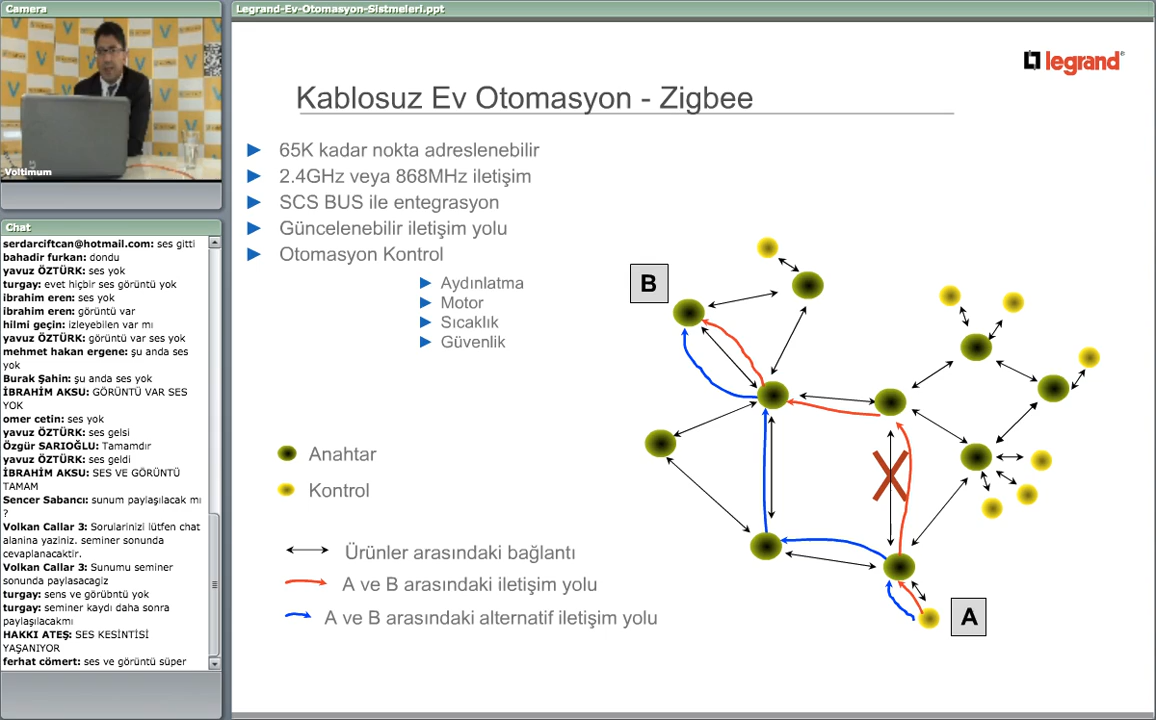 Camera
Voltimum
Chat
serdarciftcan@hotmail.com: ses gitti
bahadir furkan: dondu
yavuz ÖZTÜRK: ses yok
turgay: evet hiçbir ses görüntü yok
ibrahim eren: ses yok
ibrahim eren: görüntü var
hilmi geçin: izleyebilen var mı
yavuz ÖZTÜRK: görüntü var ses yok
mehmet hakan ergene: şu anda ses
yok
Burak Şahin: şu anda ses yok
İBRAHİM AKSU: GÖRÜNTÜ VAR SES
YOK
omer cetin: ses yok
yavuz ÖZTÜRK: ses gelsi
Özgür SARIOĞLU: Tamamdır
yavuz ÖZTÜRK: ses geldi
İBRAHİM AKSU: SES VE GÖRÜNTÜ
TAMAM
Sencer Sabancı: sunum paylaşılacak mı
?
Volkan Callar 3: Sorularinizi lütfen chat
alanina yaziniz. seminer sonunda
cevaplanacaktir.
Volkan Callar 3: Sunumu seminer
sonunda paylasacagiz
turgay: sens ve görübntü yok
turgay: seminer kaydı daha sonra
paylaşılacakmı
HAKKI ATEŞ: SES KESİNTİSİ
YAŞANIYOR
ferhat cömert: ses ve görüntü süper
Legrand-Ev-Otomasyon-Sistmeleri.ppt
legrand®
Kablosuz Ev Otomasyon - Zigbee
65K kadar nokta adreslenebilir
2.4GHz veya 868MHz iletişim
SCS BUS ile entegrasyon
Güncelenebilir iletişim yolu
Otomasyon Kontrol
Aydınlatma
Motor
Sıcaklık
Güvenlik
B
A
Anahtar
Kontrol
Ürünler arasındaki bağlantı
A ve B arasındaki iletişim yolu
A ve B arasındaki alternatif iletişim yolu